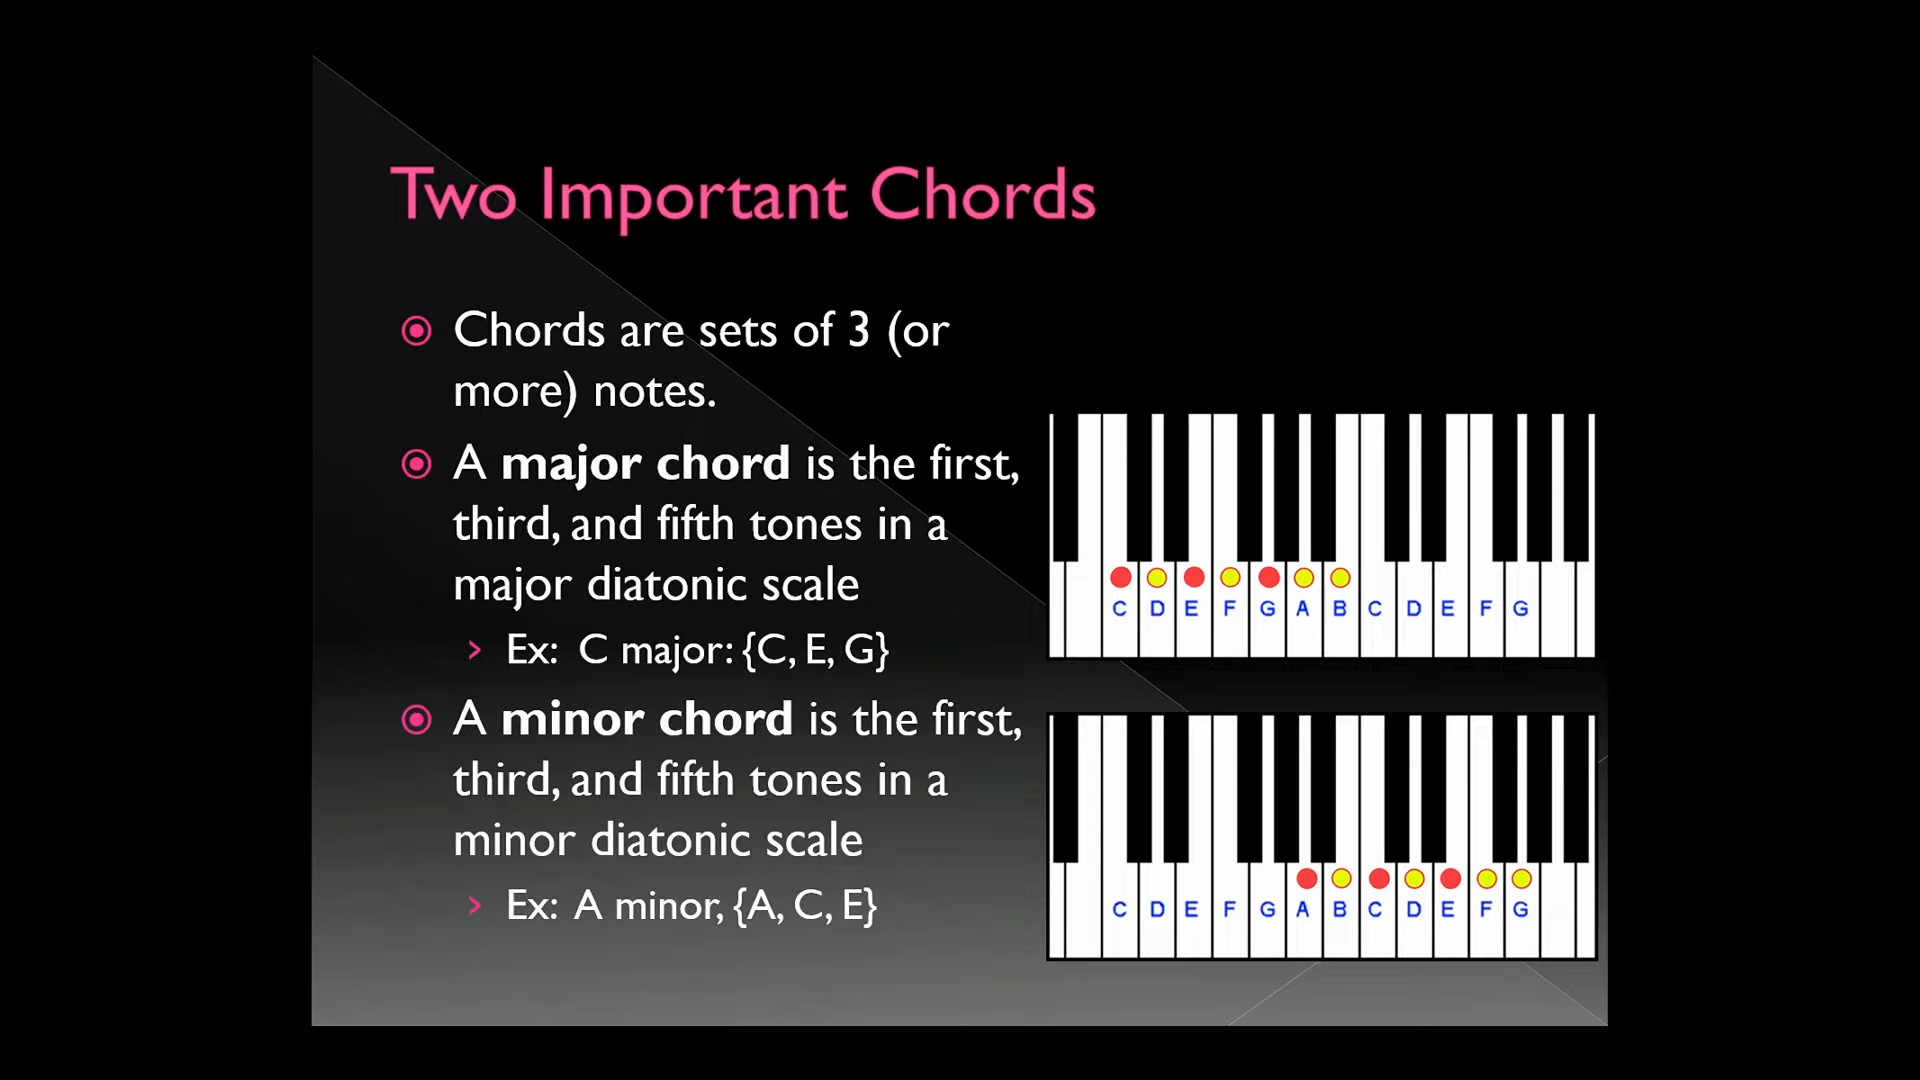 Two Important Chords
Chords are sets of 3 (or
more) notes.
A major chord is the first,
third, and fifth tones in a
major diatonic scale
Ex: C major: {C, E, G}
A minor chord is the first,
third, and fifth tones in a
minor diatonic scale
Ex: A minor, {A, C, E}
C D E F G A B C D E F G
C D E F G A B C D E F G